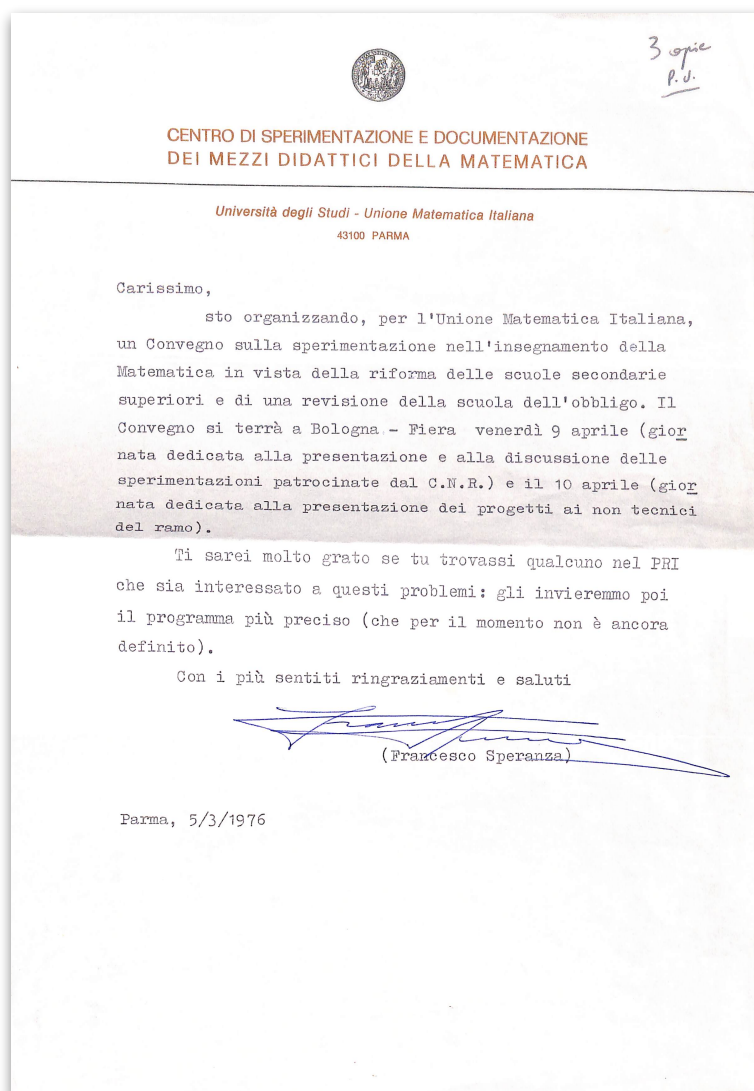 3 copie
P.J.
CENTRO DI SPERIMENTAZIONE E DOCUMENTAZIONE
DEI MEZZI DIDATTICI DELLA MATEMATICA
Università degli Studi - Unione Matematica Italiana
43100 PARMA
Carissimo,
sto organizzando, per l'Unione Matematica Italiana,
un Convegno sulla sperimentazione nell'insegnamento della
Matematica in vista della riforma delle scuole secondarie
superiori e di una revisione della scuola dell'obbligo. Il
Convegno si terrà a Bologna - Fiera venerdì 9 aprile (gior
nata dedicata alla presentazione e alla discussione delle
sperimentazioni patrocinate dal C.N.R.) e il 10 aprile (gior
nata dedicata alla presentazione dei progetti ai non tecnici
del ramo).
Ti sarei molto grato se tu trovassi qualcuno nel PRI
che sia interessato a questi problemi: gli invieremmo poi
il programma più preciso (che per il momento non è ancora
definito).
Con i più sentiti ringraziamenti e saluti
(Francesco Speranza)
Parma, 5/3/1976